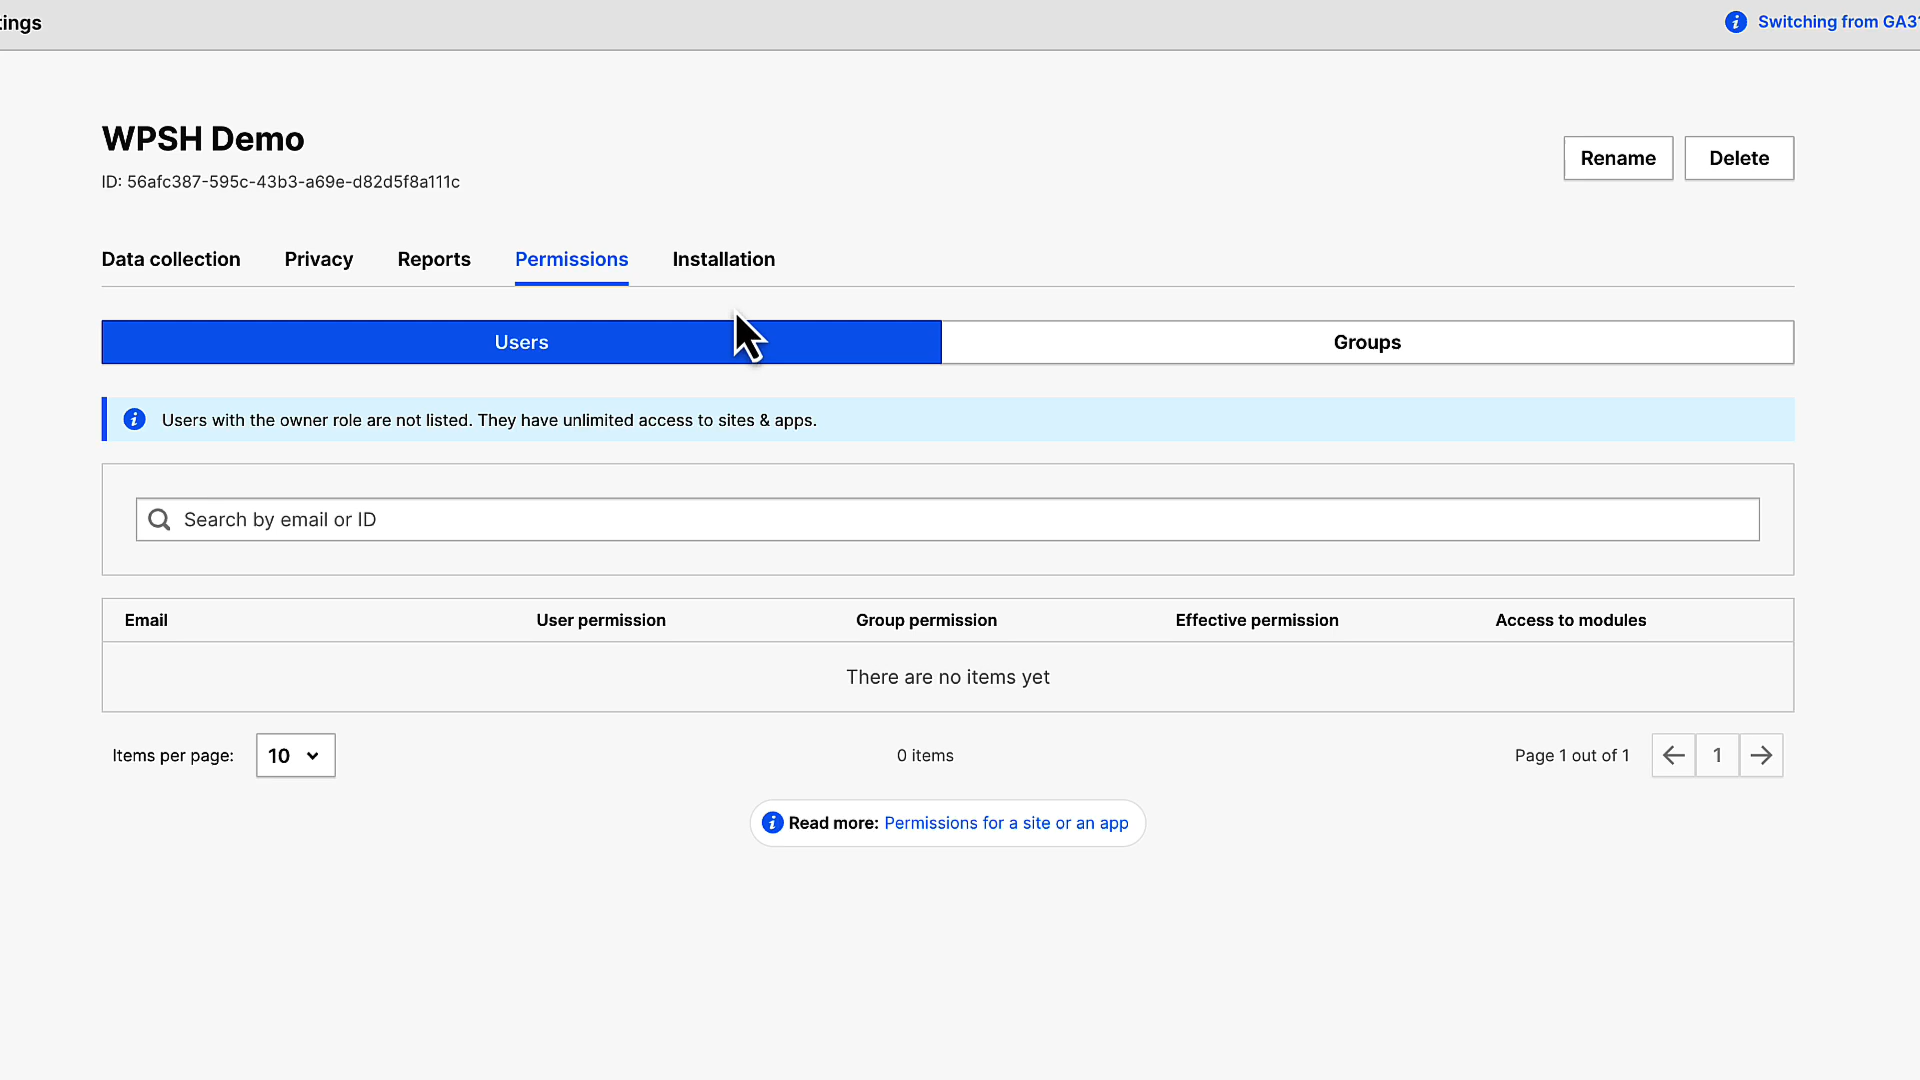 tings
Switching from GA3?
WPSH Demo
Rename
Delete
ID: 56afc387-595c-43b3-a69e-d82d5f8a111c
Data collection
Privacy
Reports
Permissions
Installation
Users
Groups
Users with the owner role are not listed. They have unlimited access to sites & apps.
Search by email or ID
Email
User permission
Group permission
Effective permission
Access to modules
There are no items yet
Items per page:
10
0 items
Page 1 out of 1
1
Read more: Permissions for a site or an app